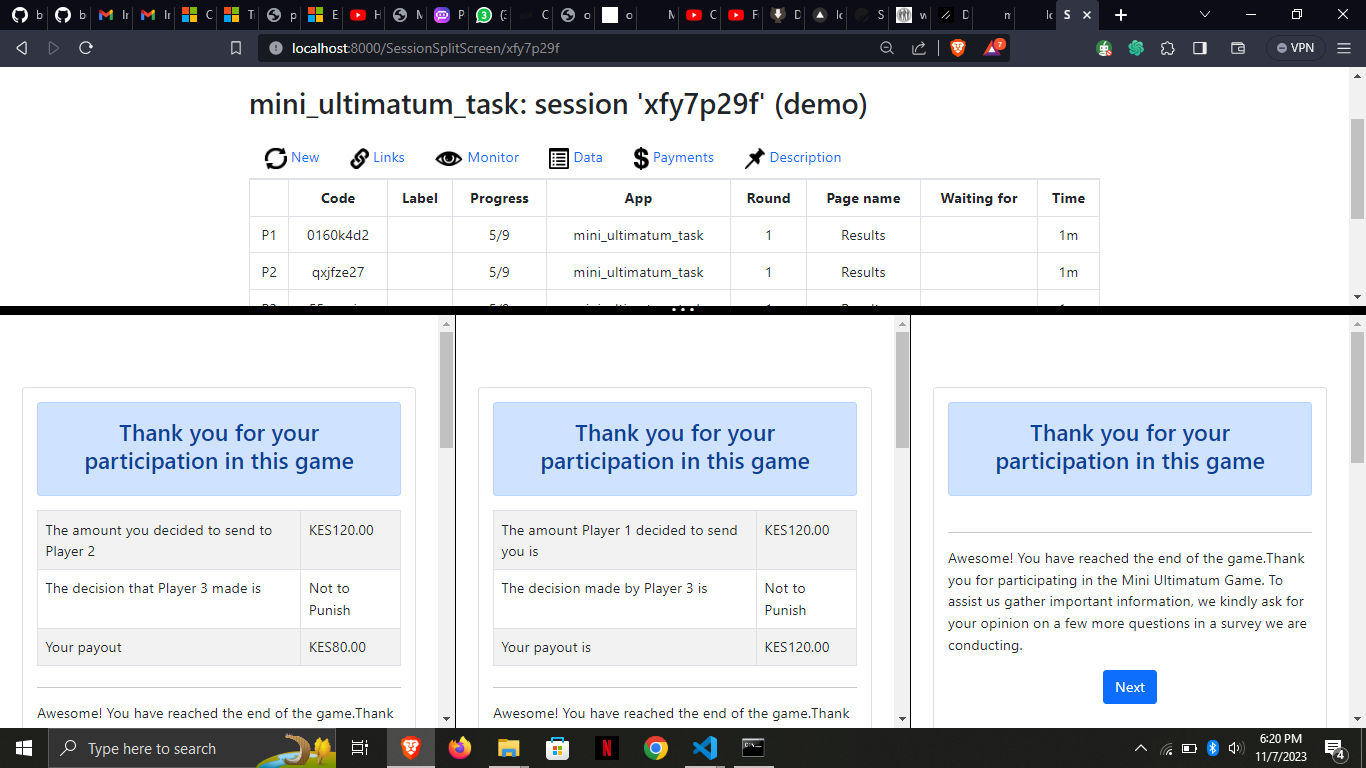 localhost:8000/SessionSplitScreen/xfy7p29f
VPN
mini_ultimatum_task: session 'xfy7p29f' (demo)
New Links Monitor Data Payments Description
Code Label Progress App Round Page name Waiting for Time
P1 0160k4d2 5/9 mini_ultimatum_task 1 Results 1m
P2 qxjfze27 5/9 mini_ultimatum_task 1 Results 1m
Thank you for your
participation in this game
The amount you decided to send to KES120.00
Player 2
The decision that Player 3 made is Not to
Punish
Your payout KES80.00
Awesome! You have reached the end of the game.Thank
Thank you for your
participation in this game
The amount Player 1 decided to send KES120.00
you is
The decision made by Player 3 is Not to
Punish
Your payout is KES120.00
Awesome! You have reached the end of the game.Thank
Thank you for your
participation in this game
Awesome! You have reached the end of the game.Thank
you for participating in the Mini Ultimatum Game. To
assist us gather important information, we kindly ask for
your opinion on a few more questions in a survey we are
conducting.
Next
Type here to search
6:20 PM
11/7/2023
4